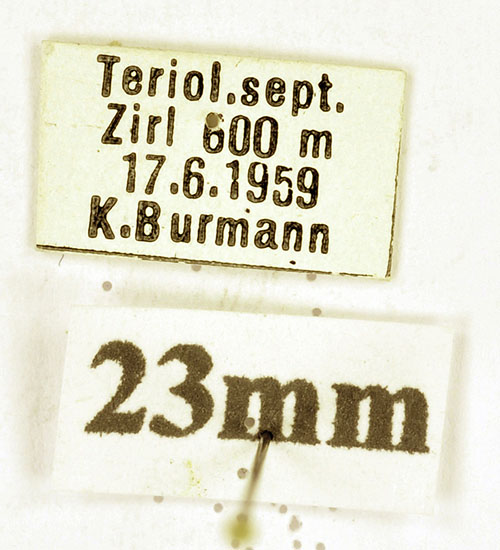 Teriol.sept.
Zirl 600 m
17.6.1959
K.Burmann
23mm